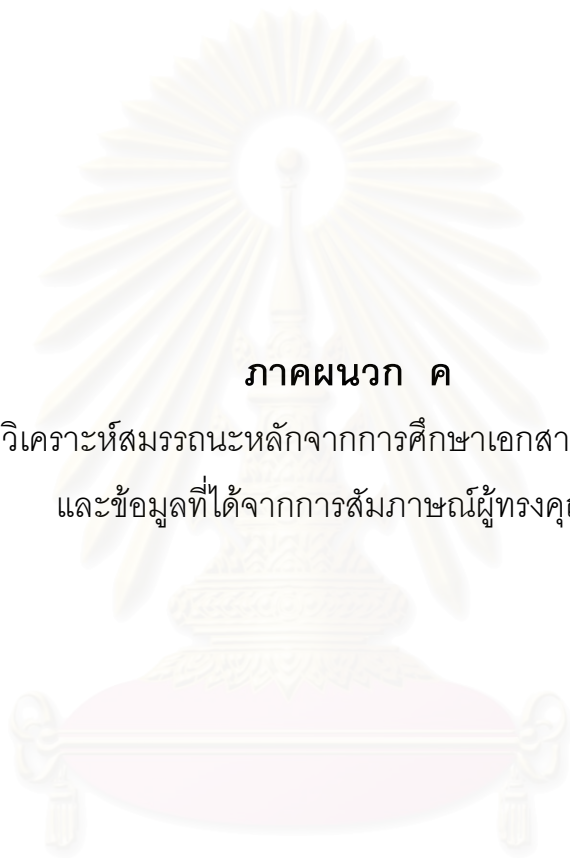 ภาคผนวก ค
วิเคราะห์สมรรถนะหลักจากการศึกษาเอกสา
และข้อมูลที่ได้จากการสัมภาษณ์ผู้ทรงคุ